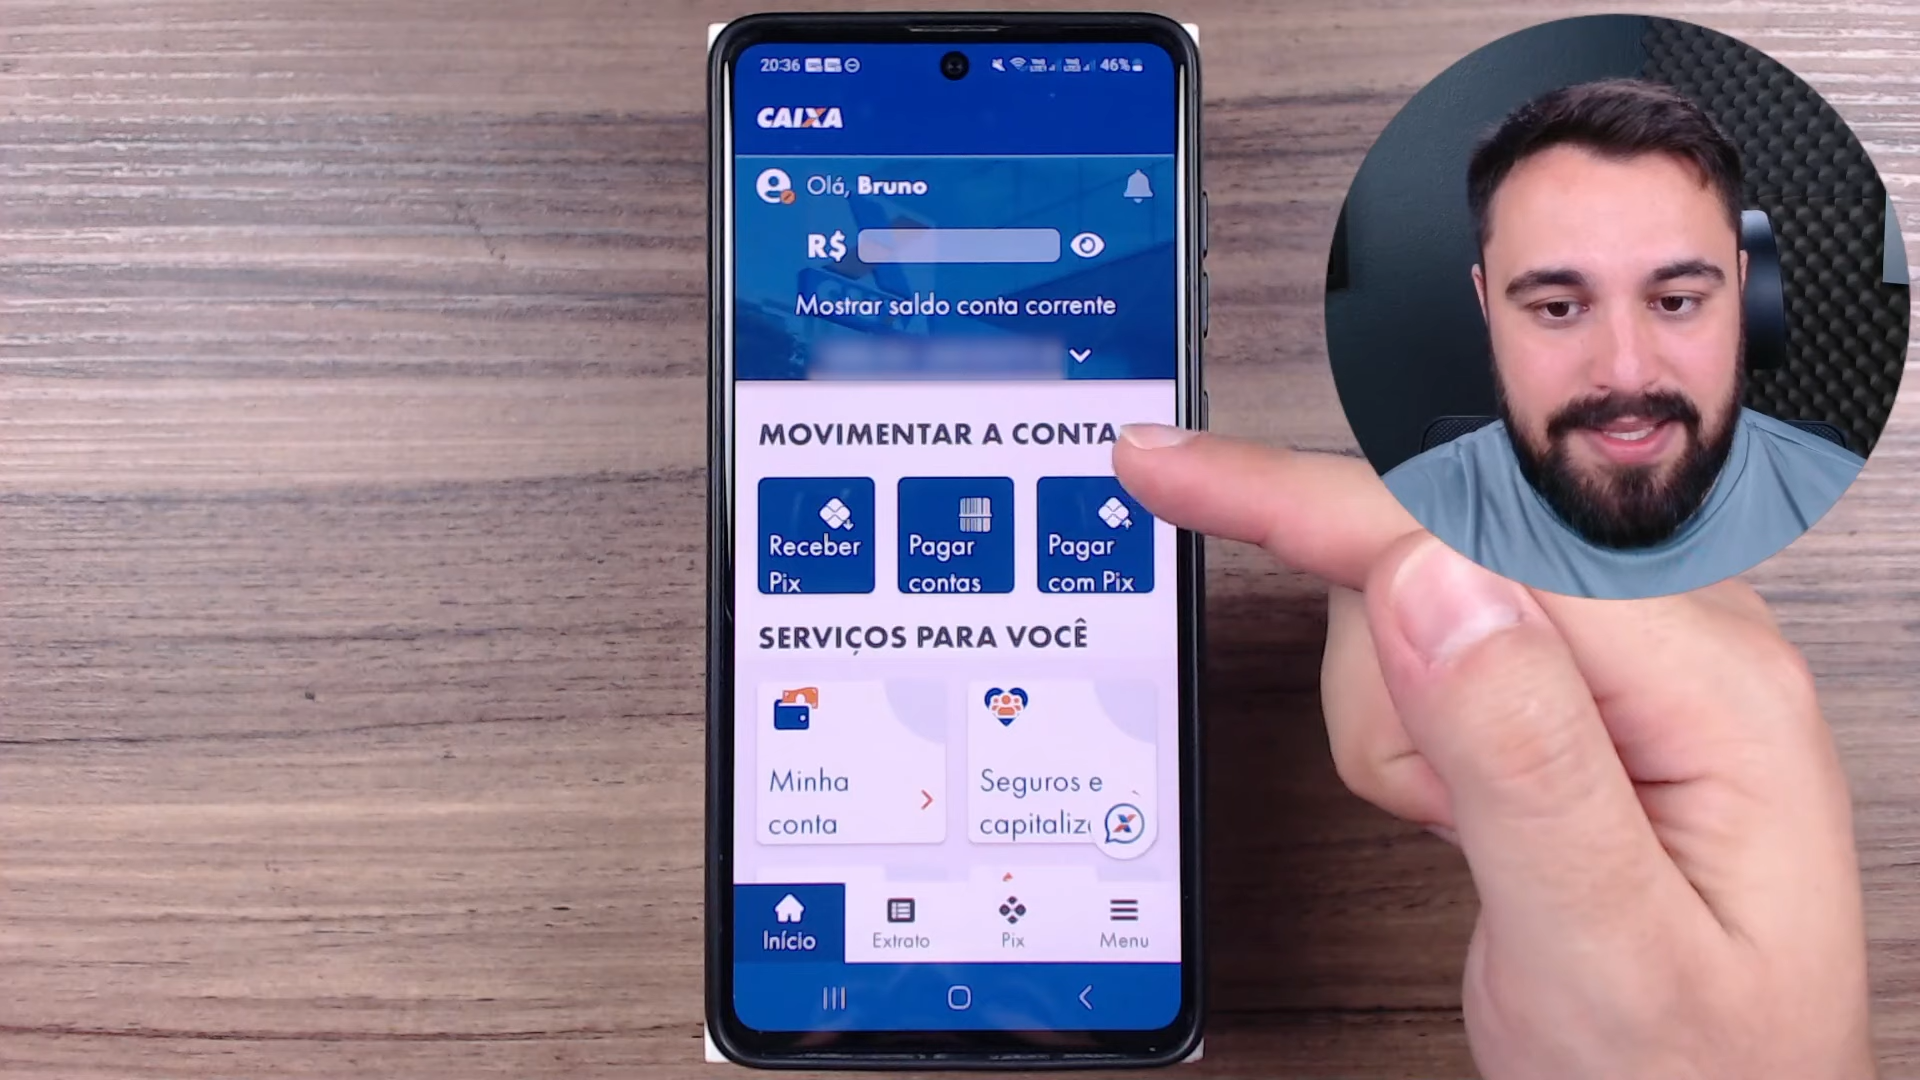 20:36
46%
CAIXA
Olá, Bruno
R$
Mostrar saldo conta corrente
MOVIMENTAR A CONTA
Receber
Pix
Pagar
contas
Pagar
com Pix
SERVIÇOS PARA VOCÊ
Minha
conta
Seguros e
capitaliz
Início
Extrato
Pix
Menu